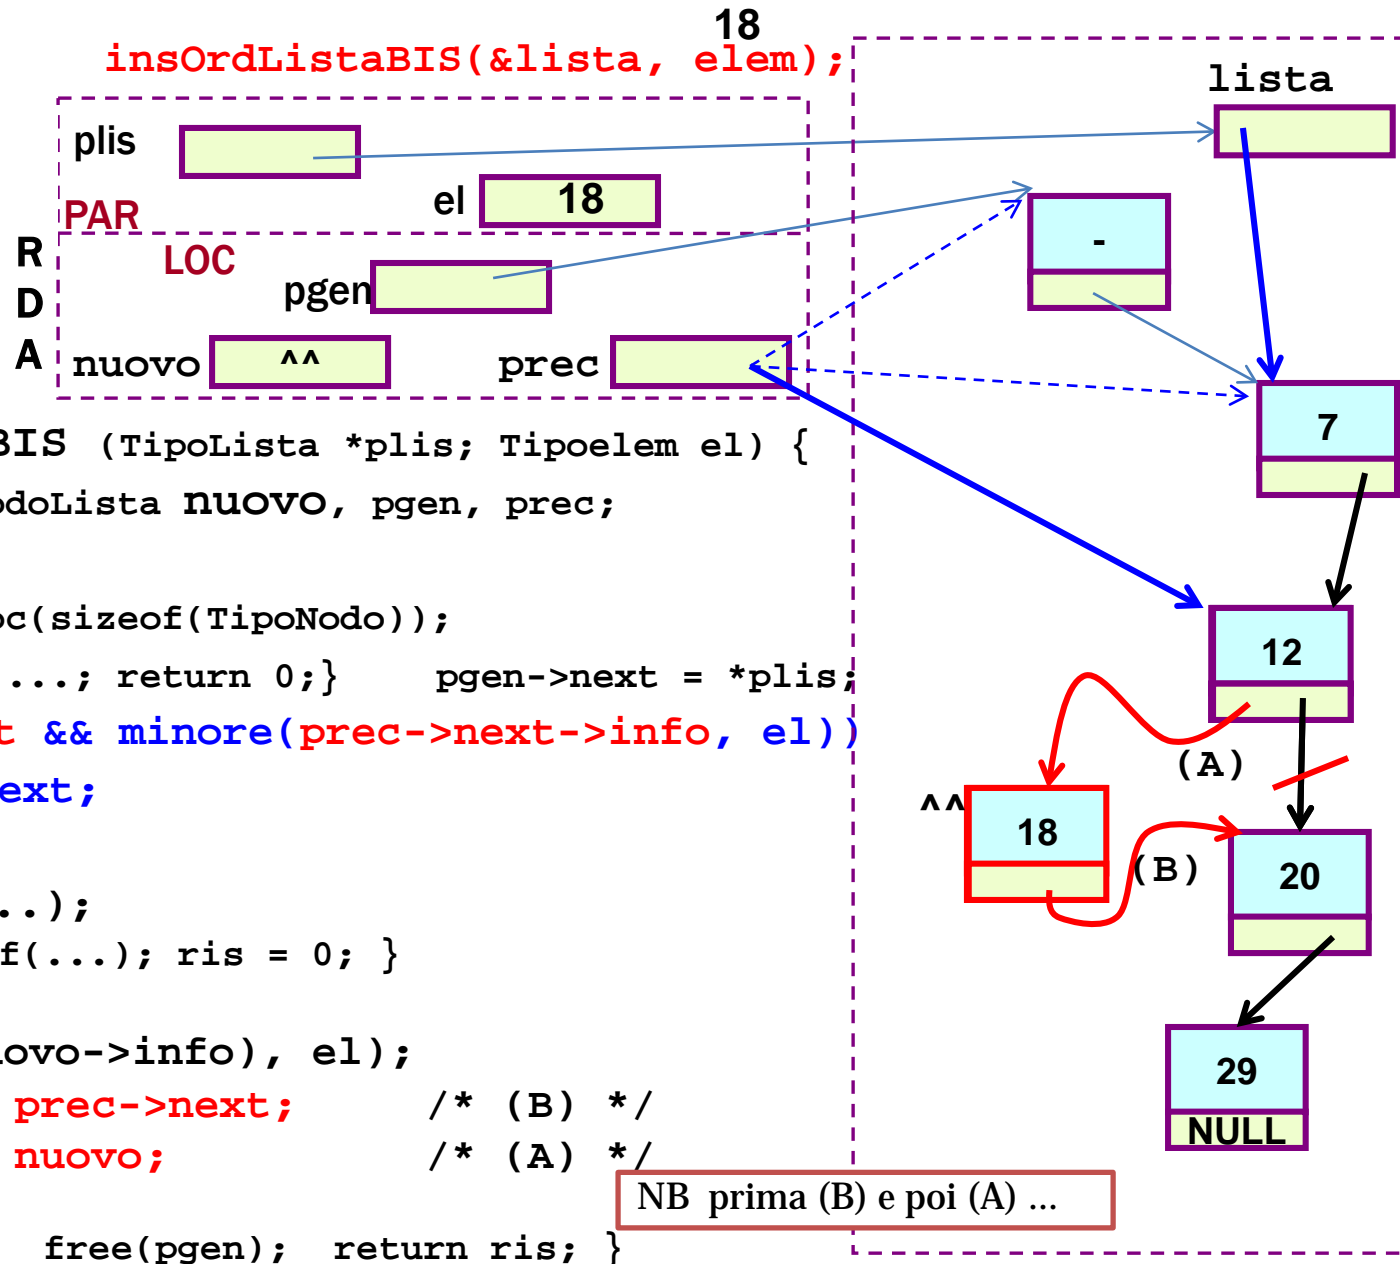 18
insOrdListaBIS(&lista, elem);
lista
plis
el 18
PAR
-
R
D
A
LOC
pgen
nuovo ^^ prec
7
BIS (TipoLista *plis; Tipoelem el) {
odoLista nuovo, pgen, prec;
oc(sizeof(TipoNodo));
...; return 0;} pgen->next = *plis;
12
t && minore(prec->next->info, el))
(A)
ext;
^^
18
(B)
20
..);
f(...); ris = 0; }
uovo->info), el);
29
NULL
prec->next; /* (B) */
nuovo; /* (A) */
NB prima (B) e poi (A) ...
free(pgen); return ris; }